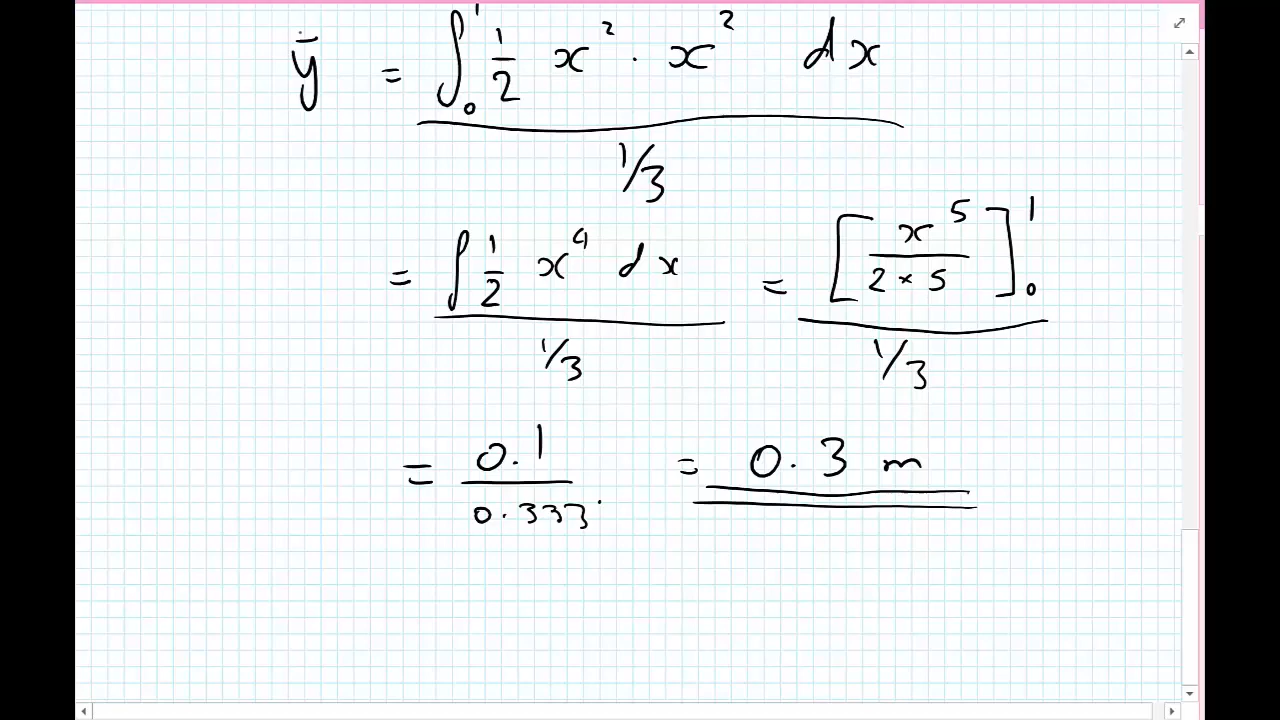 ȳ = ∫₀¹ 1/2 x² · x² dx
1/3
= ∫ 1/2 x⁴ dx = [x⁵ / 2 × 5]₀¹
1/3 1/3
= 0.1 / 0.333 = 0.3 m